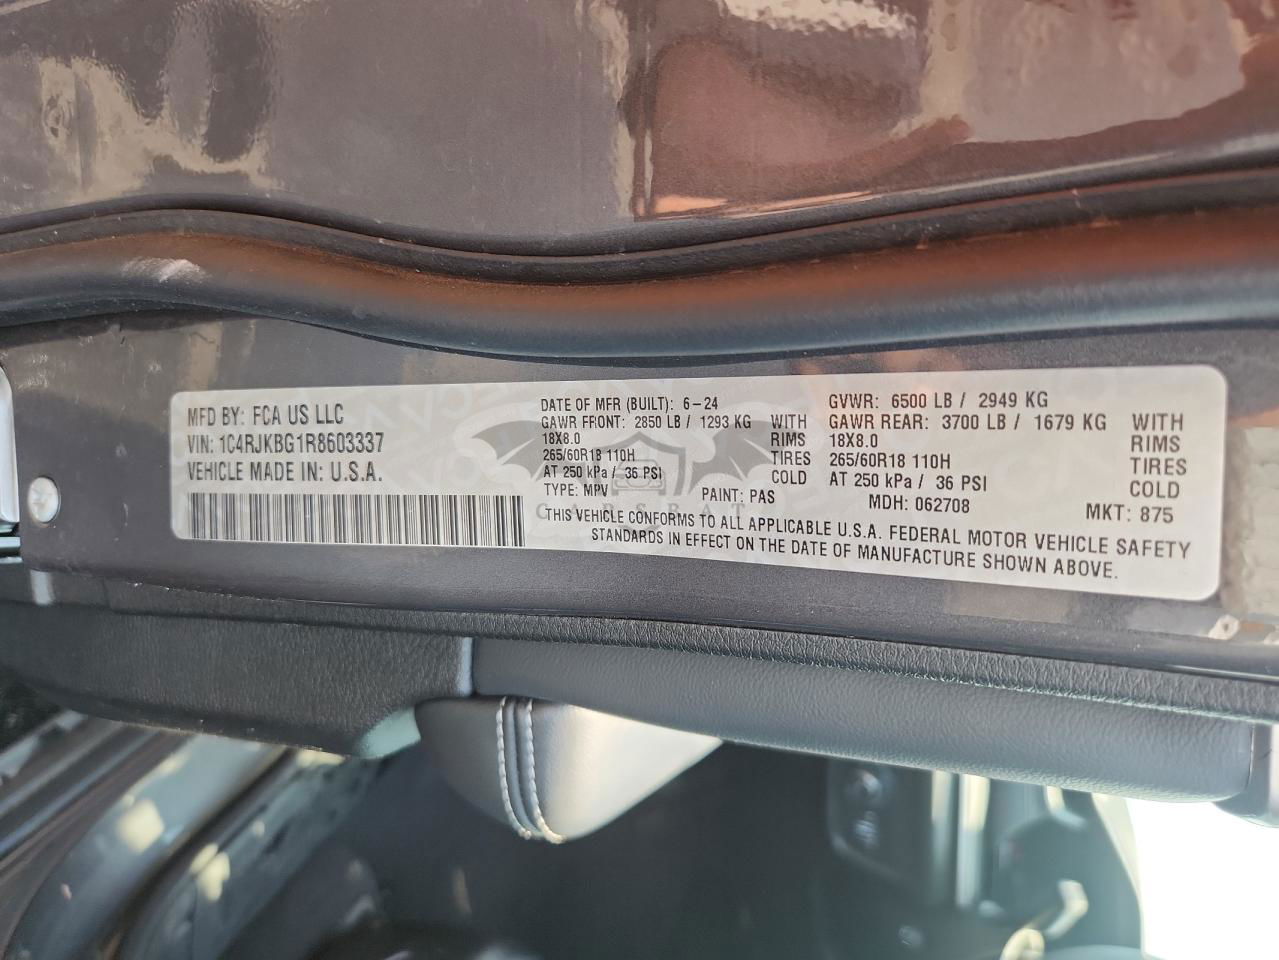 MFD BY: FCA US LLC
VIN: 1C4RJKBG1R8603337
VEHICLE MADE IN: U.S.A.
DATE OF MFR (BUILT): 6-24
GAWR FRONT: 2850 LB / 1293 KG WITH
18X8.0 RIMS
265/60R18 110H TIRES
AT 250 kPa / 36 PSI COLD
TYPE: MPV PAINT: PAS
GVWR: 6500 LB / 2949 KG
GAWR REAR: 3700 LB / 1679 KG WITH
18X8.0 RIMS
265/60R18 110H TIRES
AT 250 kPa / 36 PSI COLD
MDH: 062708 MKT: 875
THIS VEHICLE CONFORMS TO ALL APPLICABLE U.S.A. FEDERAL MOTOR VEHICLE SAFETY
STANDARDS IN EFFECT ON THE DATE OF MANUFACTURE SHOWN ABOVE.
CARSBAT